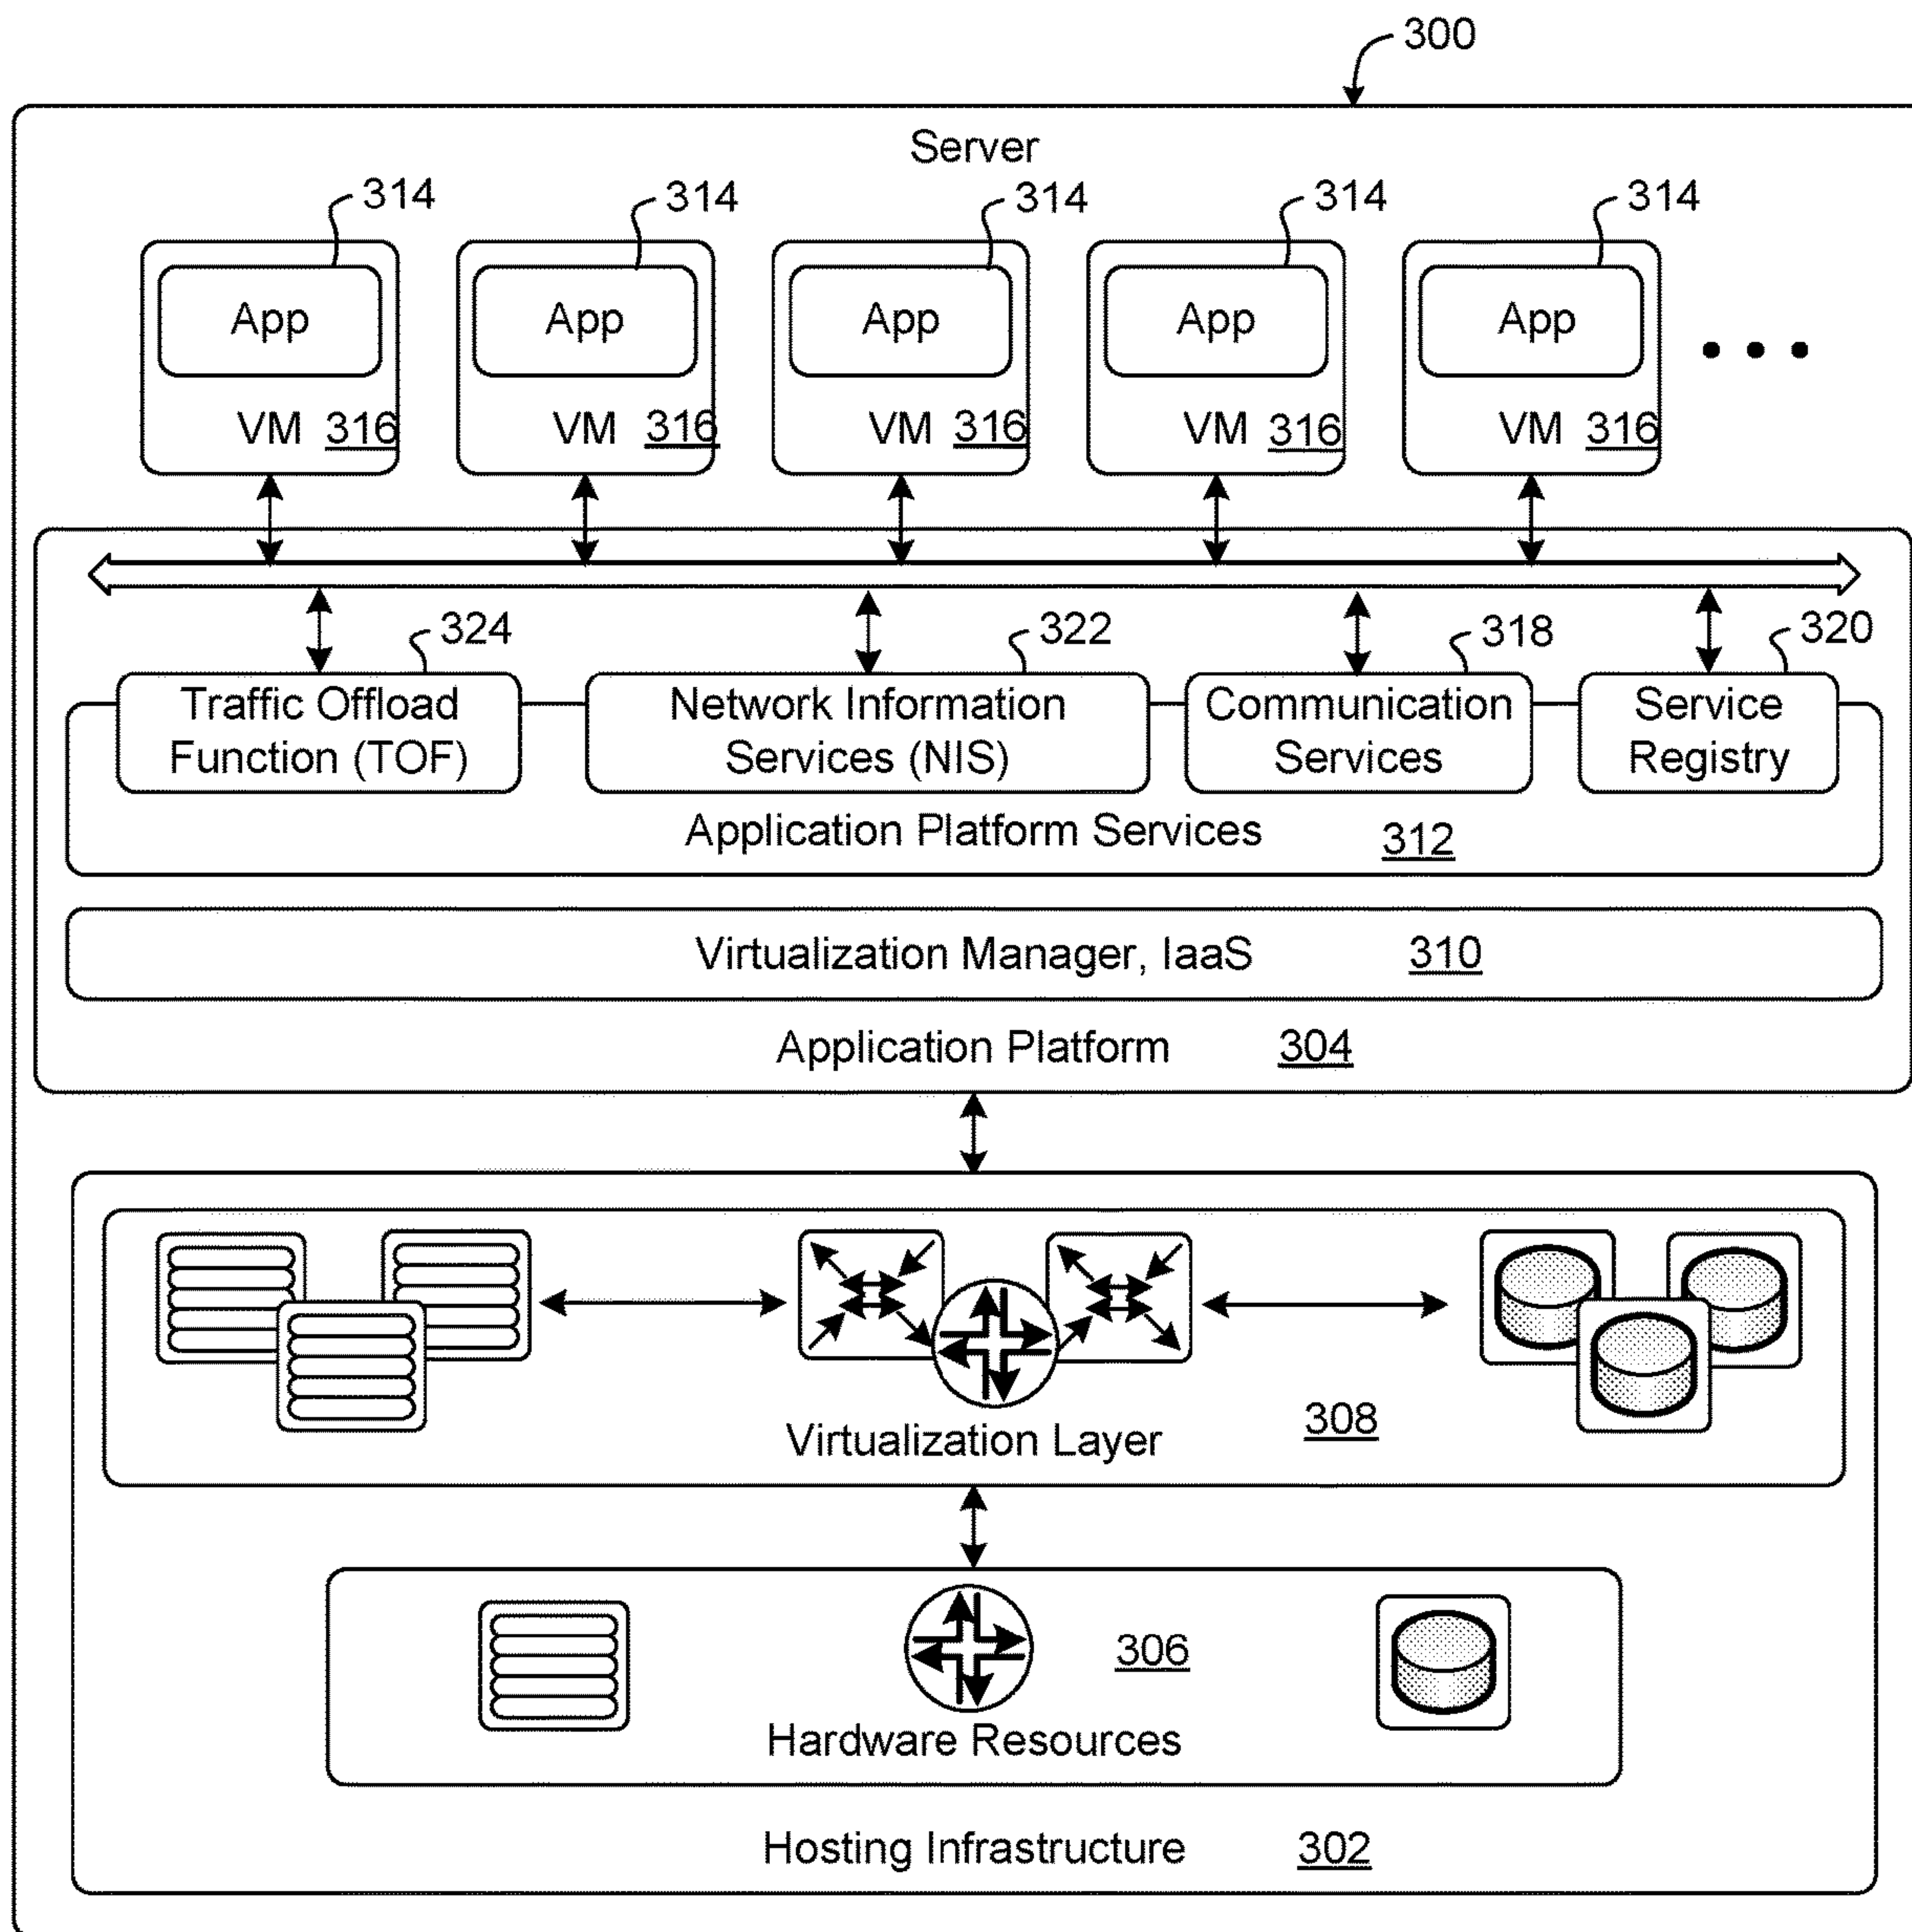 300
Server
314 314 314 314 314
App App App App App
VM 316 VM 316 VM 316 VM 316 VM 316
324 322 318 320
Traffic Offload
Function (TOF)
Network Information
Services (NIS)
Communication
Services
Service
Registry
Application Platform Services 312
Virtualization Manager, IaaS 310
Application Platform 304
Virtualization Layer 308
306
Hardware Resources
Hosting Infrastructure 302